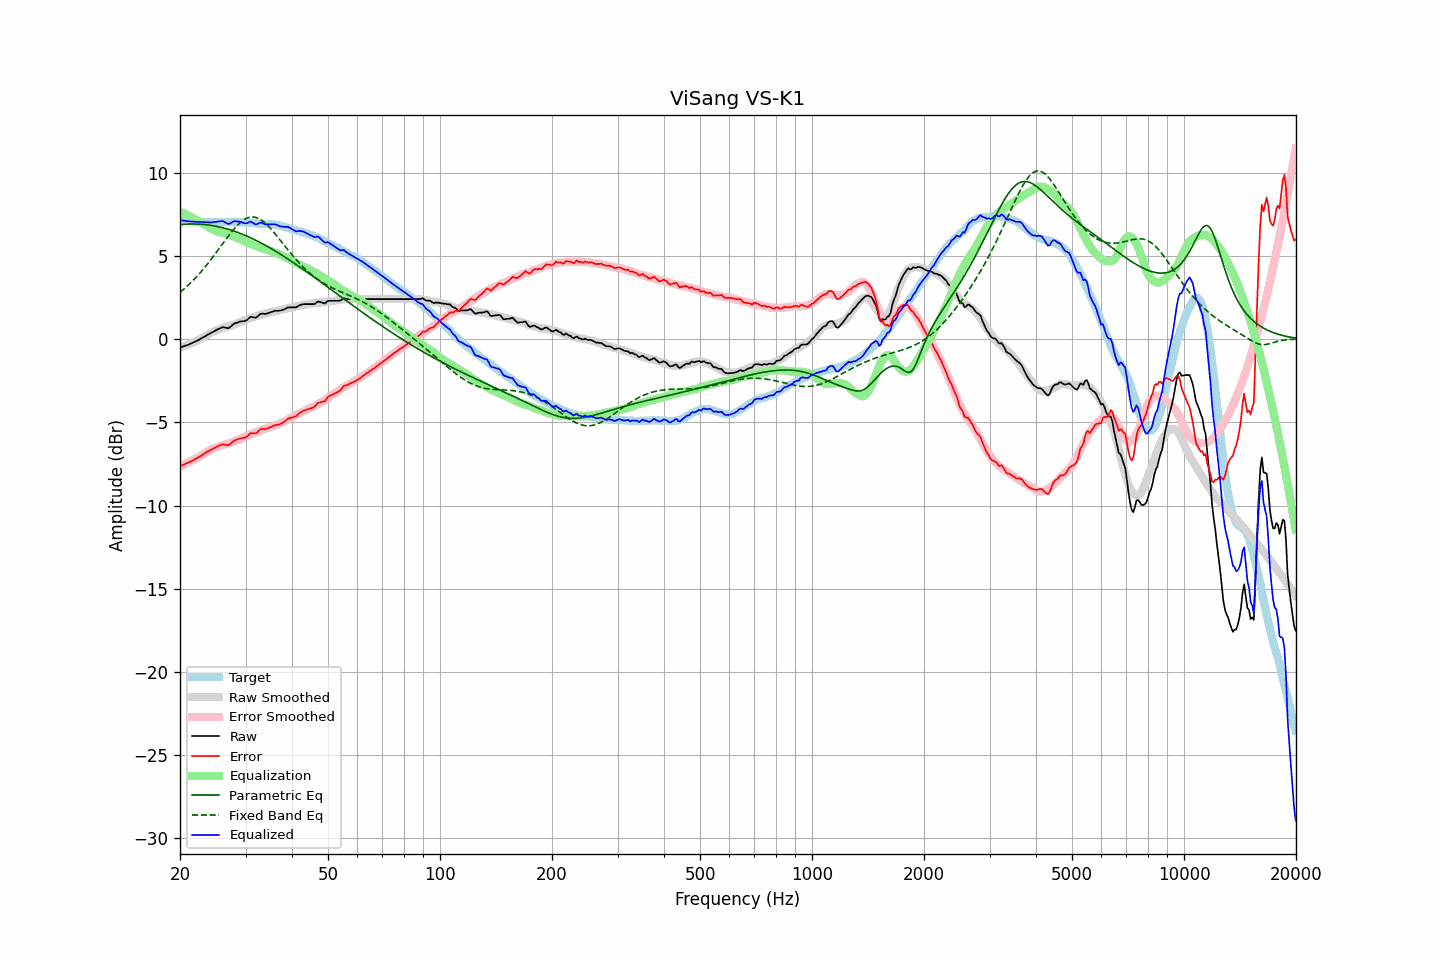 ViSang VS-K1
Amplitude (dBr)
10
5
0
−5
−10
−15
−20
−25
−30
Target
Raw Smoothed
Error Smoothed
Raw
Error
Equalization
Parametric Eq
Fixed Band Eq
Equalized
20
50
100
200
500
1000
2000
5000
10000
20000
Frequency (Hz)